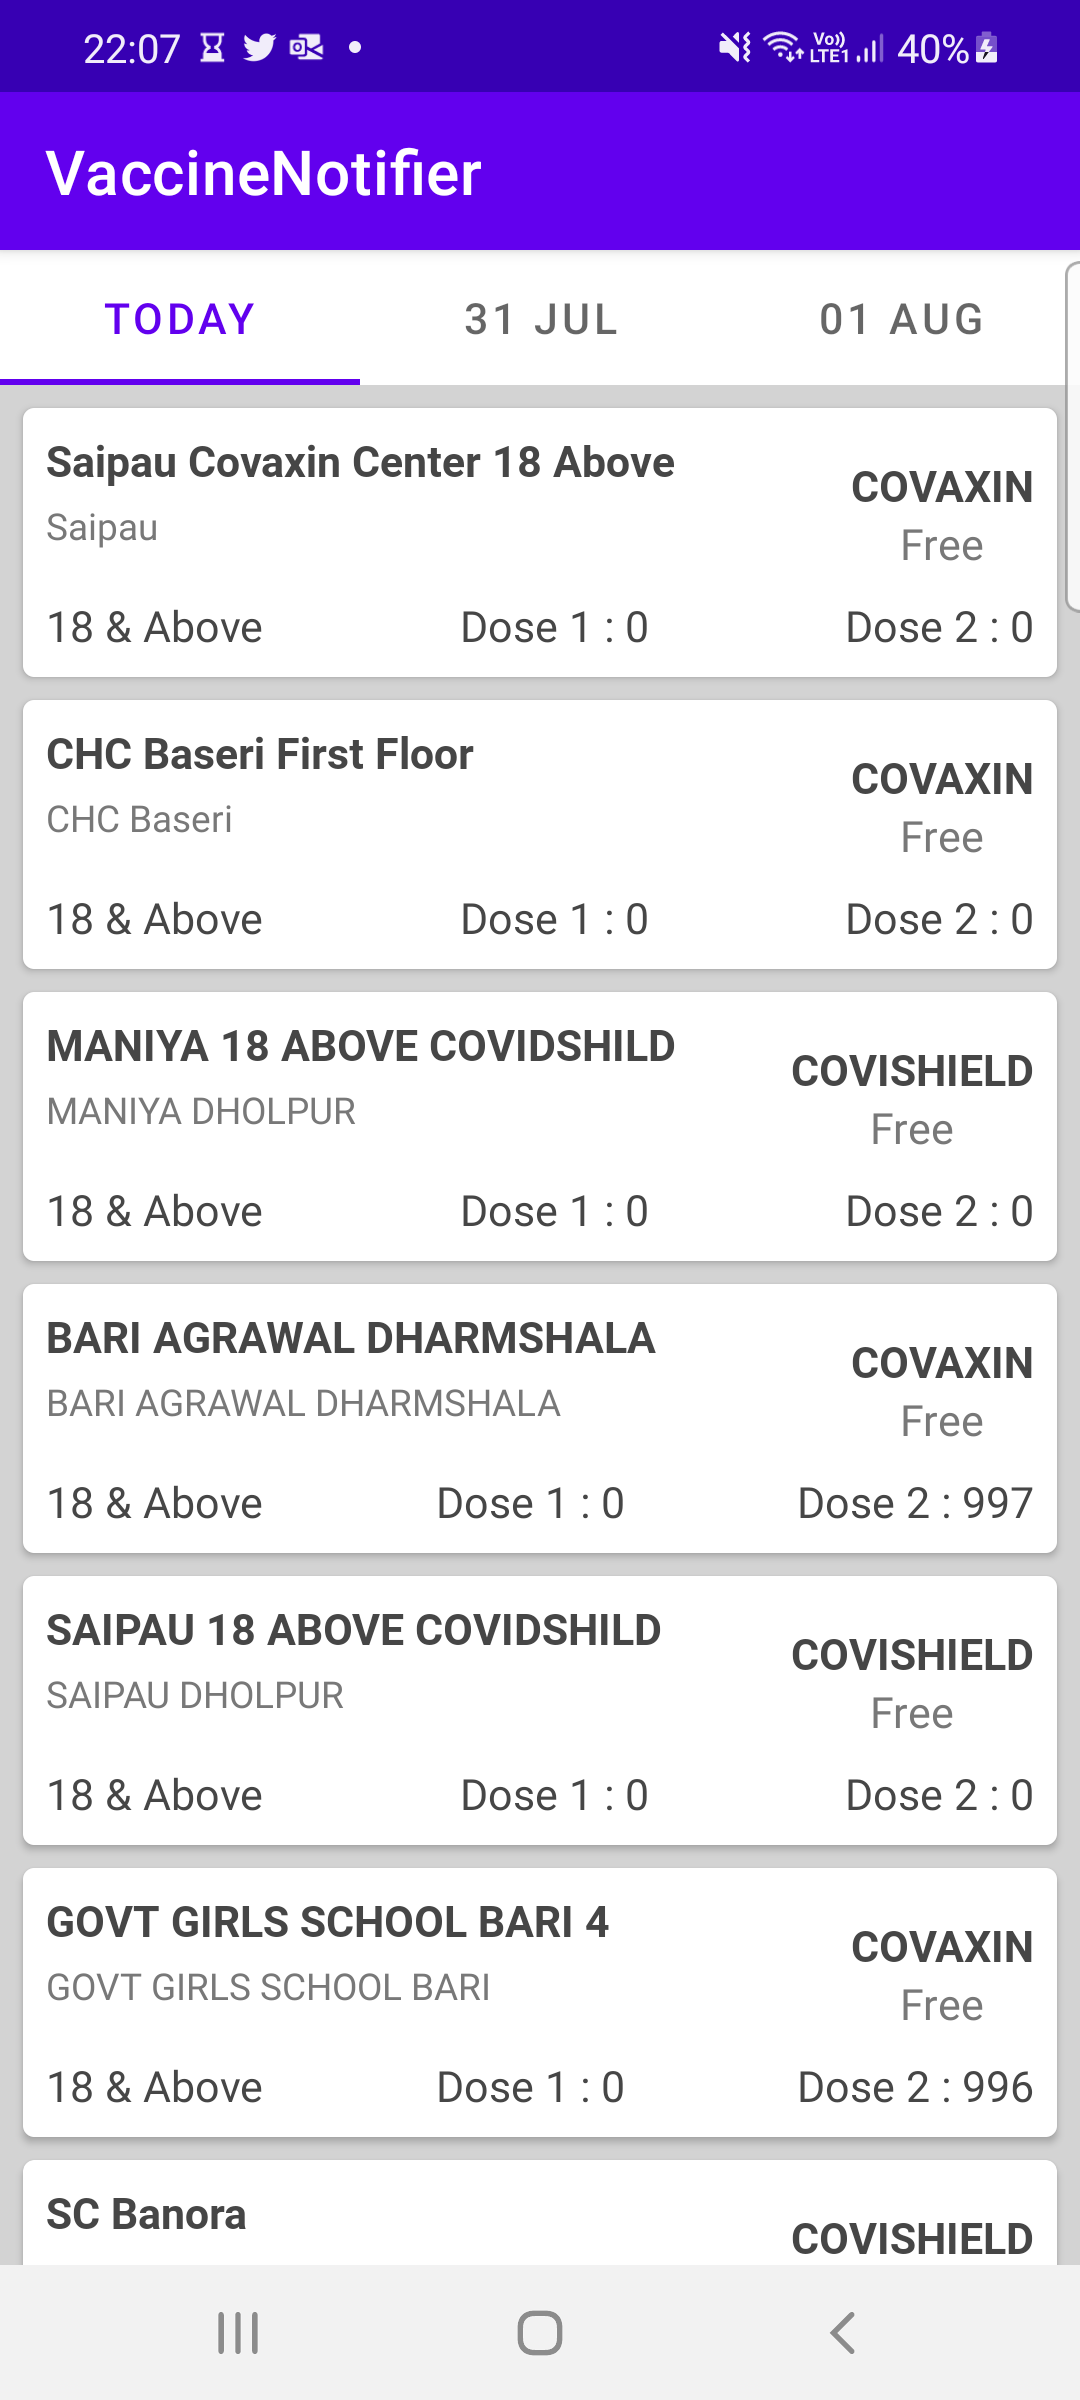 22:07 Vo)) LTE1 40%
VaccineNotifier
TODAY 31 JUL 01 AUG
Saipau Covaxin Center 18 Above
COVAXIN
Saipau
Free
18 & Above Dose 1 : 0 Dose 2 : 0
CHC Baseri First Floor
COVAXIN
CHC Baseri
Free
18 & Above Dose 1 : 0 Dose 2 : 0
MANIYA 18 ABOVE COVIDSHILD
COVISHIELD
MANIYA DHOLPUR
Free
18 & Above Dose 1 : 0 Dose 2 : 0
BARI AGRAWAL DHARMSHALA
COVAXIN
BARI AGRAWAL DHARMSHALA
Free
18 & Above Dose 1 : 0 Dose 2 : 997
SAIPAU 18 ABOVE COVIDSHILD
COVISHIELD
SAIPAU DHOLPUR
Free
18 & Above Dose 1 : 0 Dose 2 : 0
GOVT GIRLS SCHOOL BARI 4
COVAXIN
GOVT GIRLS SCHOOL BARI
Free
18 & Above Dose 1 : 0 Dose 2 : 996
SC Banora
COVISHIELD